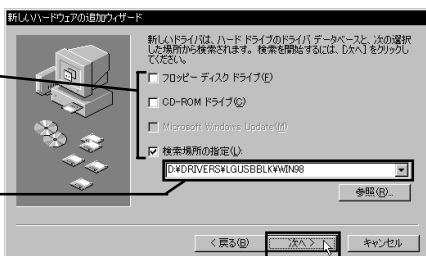 新しいハードウェアの追加ウィザード
新しいドライバは、ハード ドライブのドライバ データベースと、次の選択
した場所から検索されます。検索を開始するには、[次へ] をクリックし
てください。
フロッピー ディスク ドライブ(F)
CD-ROM ドライブ(C)
Microsoft Windows Update(M)
検索場所の指定(L):
D:¥DRIVERS¥LGUSBBLK¥WIN98
参照(R)...
< 戻る(B)
次へ >
キャンセル